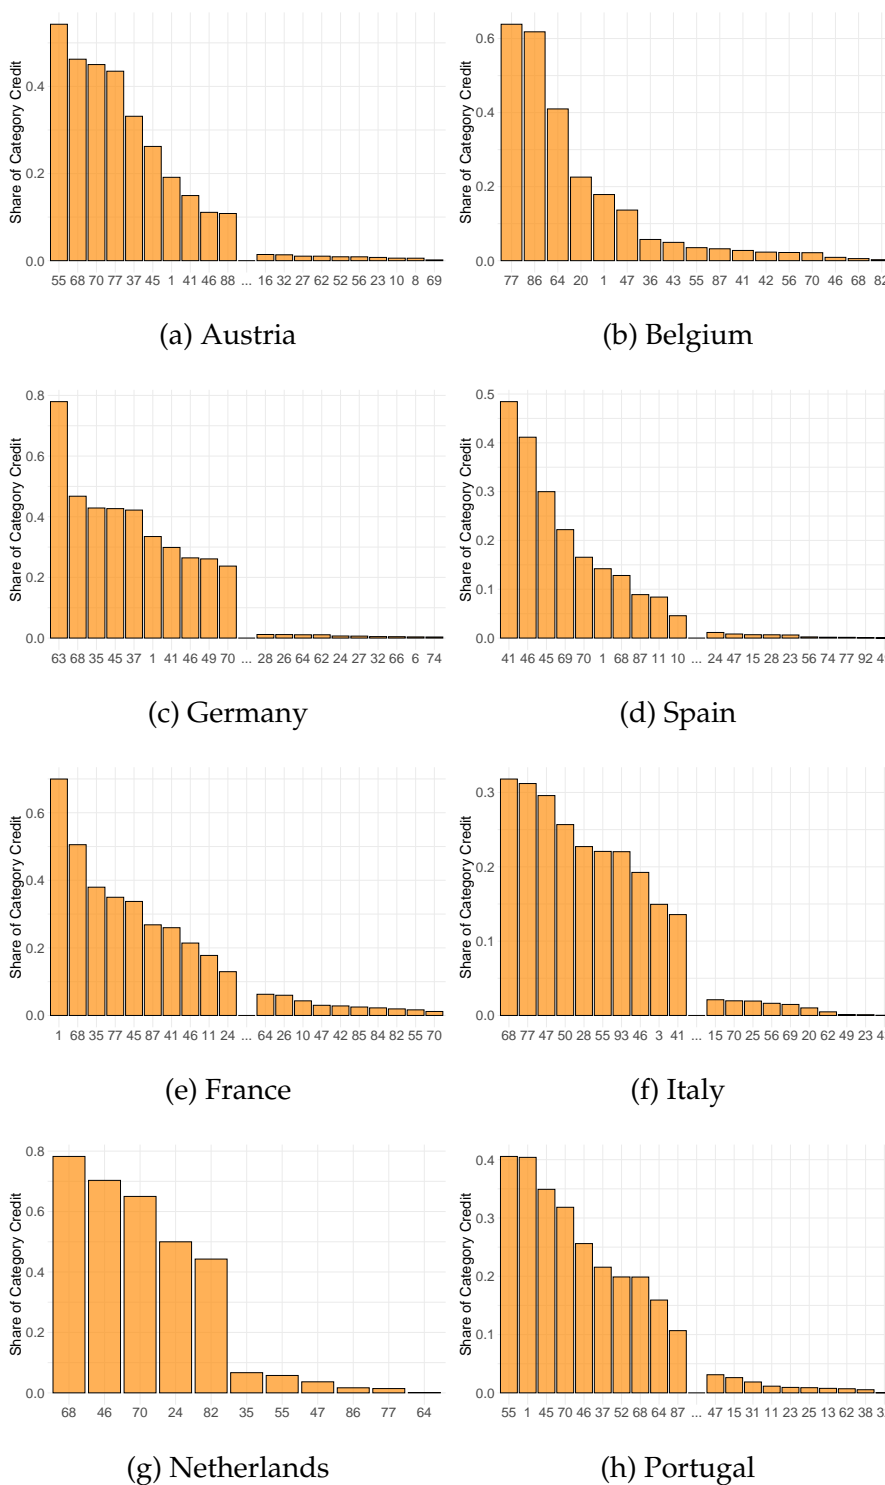 Share of Category Credit
0.4
0.2
0.0
55 68 70 77 37 45 1 41 46 88 ... 16 32 27 62 52 56 23 10 8 69
(a) Austria
Share of Category Credit
0.6
0.4
0.2
0.0
77 86 64 20 1 47 36 43 55 87 41 42 56 70 46 68 82
(b) Belgium
Share of Category Credit
0.8
0.6
0.4
0.2
0.0
63 68 35 45 37 1 41 46 49 70 ... 28 26 64 62 24 27 32 66 6 74
(c) Germany
Share of Category Credit
0.5
0.4
0.3
0.2
0.1
0.0
41 46 45 69 70 1 68 87 11 10 ... 24 47 15 28 23 56 74 77 92
(d) Spain
Share of Category Credit
0.6
0.4
0.2
0.0
1 68 35 77 45 87 41 46 11 24 ... 64 26 10 47 42 85 84 82 55 70
(e) France
Share of Category Credit
0.3
0.2
0.1
0.0
68 77 47 50 28 55 93 46 3 41 ... 15 70 25 56 69 20 62 49 23
(f) Italy
Share of Category Credit
0.8
0.6
0.4
0.2
0.0
68 46 70 24 82 35 55 47 86 77 64
(g) Netherlands
Share of Category Credit
0.4
0.3
0.2
0.1
0.0
55 1 45 70 46 37 52 68 64 87 ... 47 15 31 11 23 25 13 62 38
(h) Portugal